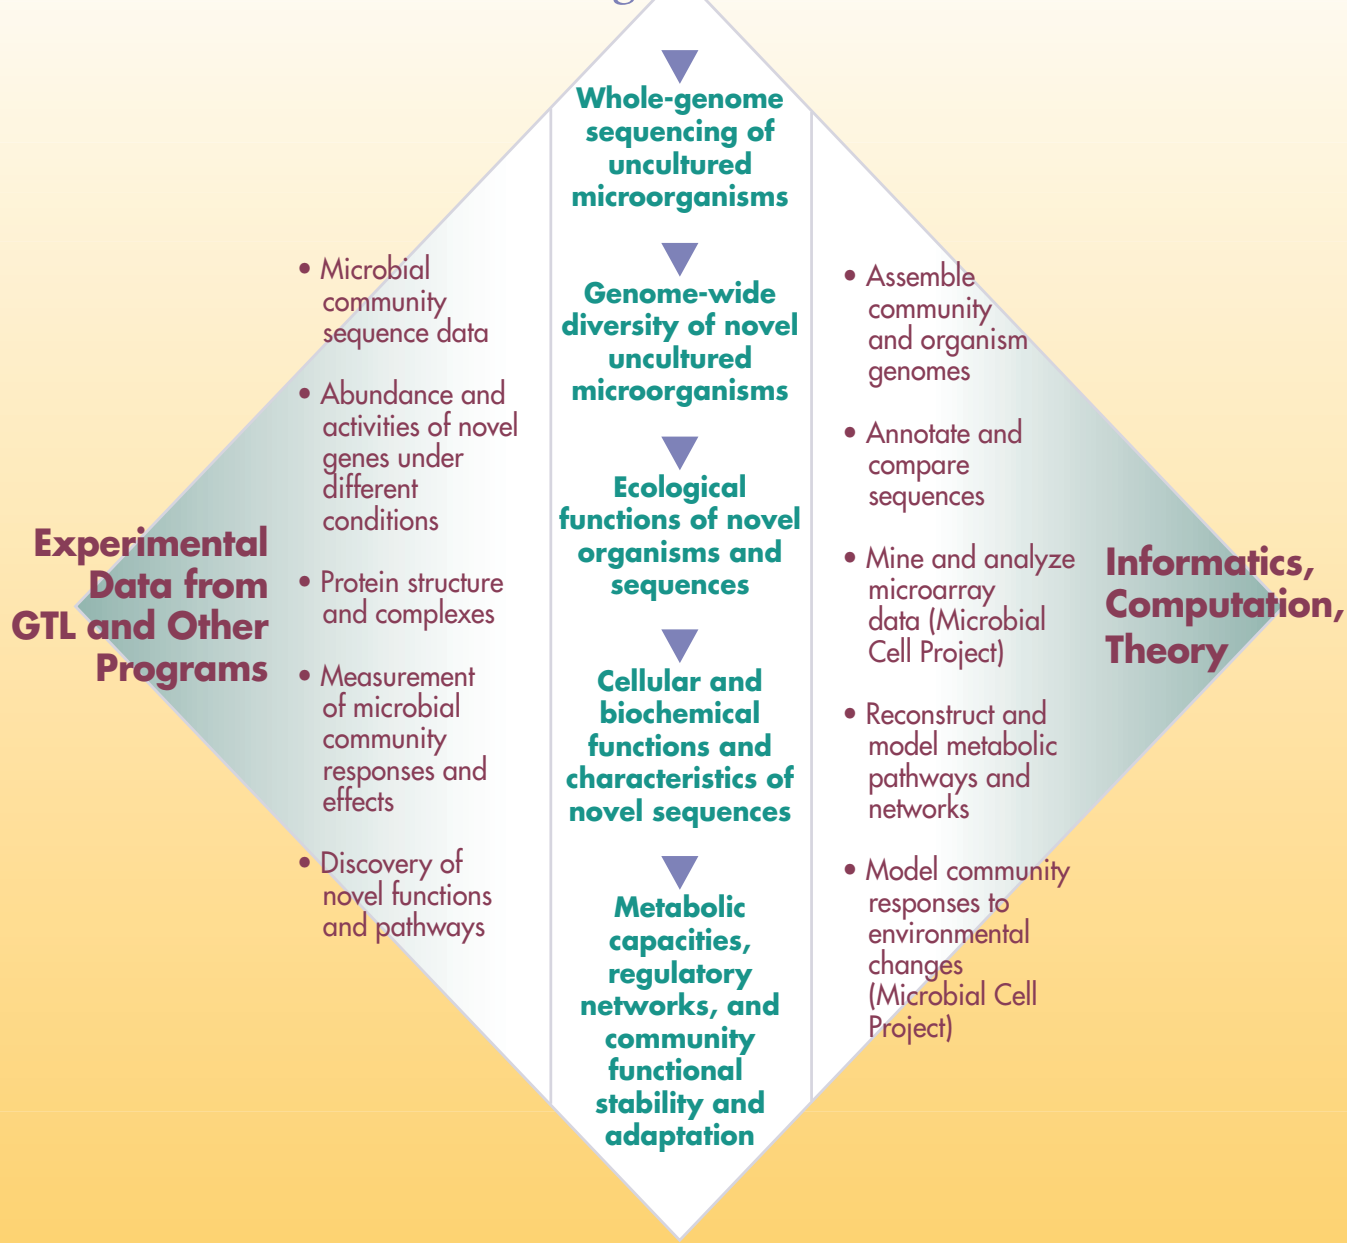 Whole-genome
sequencing of
uncultured
microorganisms
Genome-wide
diversity of novel
uncultured
microorganisms
Ecological
functions of novel
organisms and
sequences
Cellular and
biochemical
functions and
characteristics of
novel sequences
Metabolic
capacities,
regulatory
networks, and
community
functional
stability and
adaptation
Experimental
Data from
GTL and Other
Programs
• Microbial
community
sequence data
• Abundance and
activities of novel
genes under
different
conditions
• Protein structure
and complexes
• Measurement
of microbial
community
responses and
effects
• Discovery of
novel functions
and pathways
• Assemble
community
and organism
genomes
• Annotate and
compare
sequences
• Mine and analyze
microarray
data (Microbial
Cell Project)
• Reconstruct and
model metabolic
pathways and
networks
• Model community
responses to
environmental
changes
(Microbial Cell
Project)
Informatics,
Computation,
Theory